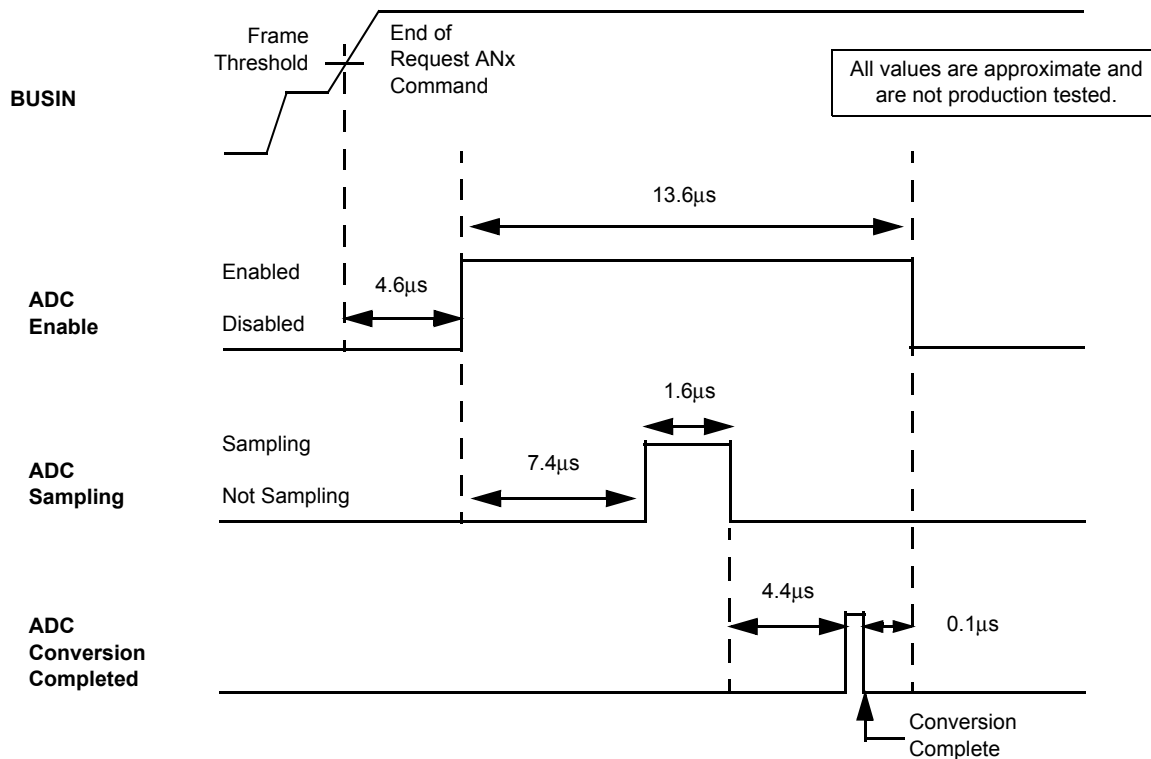 Frame
Threshold
End of
Request ANx
Command
BUSIN
All values are approximate and
are not production tested.
13.6µs
Enabled
4.6µs
ADC
Enable
Disabled
1.6µs
Sampling
7.4µs
ADC
Sampling
Not Sampling
4.4µs
0.1µs
ADC
Conversion
Completed
Conversion
Complete